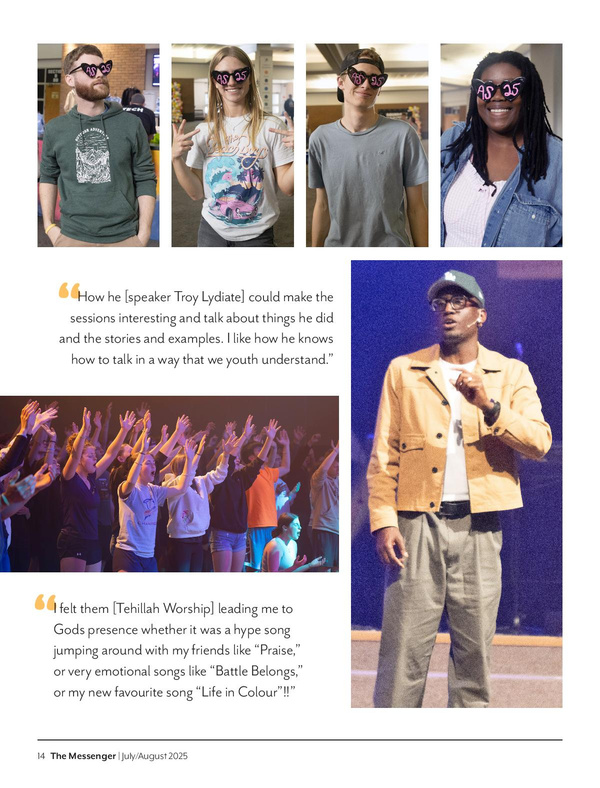 AS 25
AS 25
AS 25
AS 25
TECH
“How he [speaker Troy Lydiate] could make the
sessions interesting and talk about things he did
and the stories and examples. I like how he knows
how to talk in a way that we youth understand.”
“I felt them [Tehillah Worship] leading me to
Gods presence whether it was a hype song
jumping around with my friends like “Praise,”
or very emotional songs like “Battle Belongs,”
or my new favourite song “Life in Colour”!!”
14 The Messenger | July/August 2025